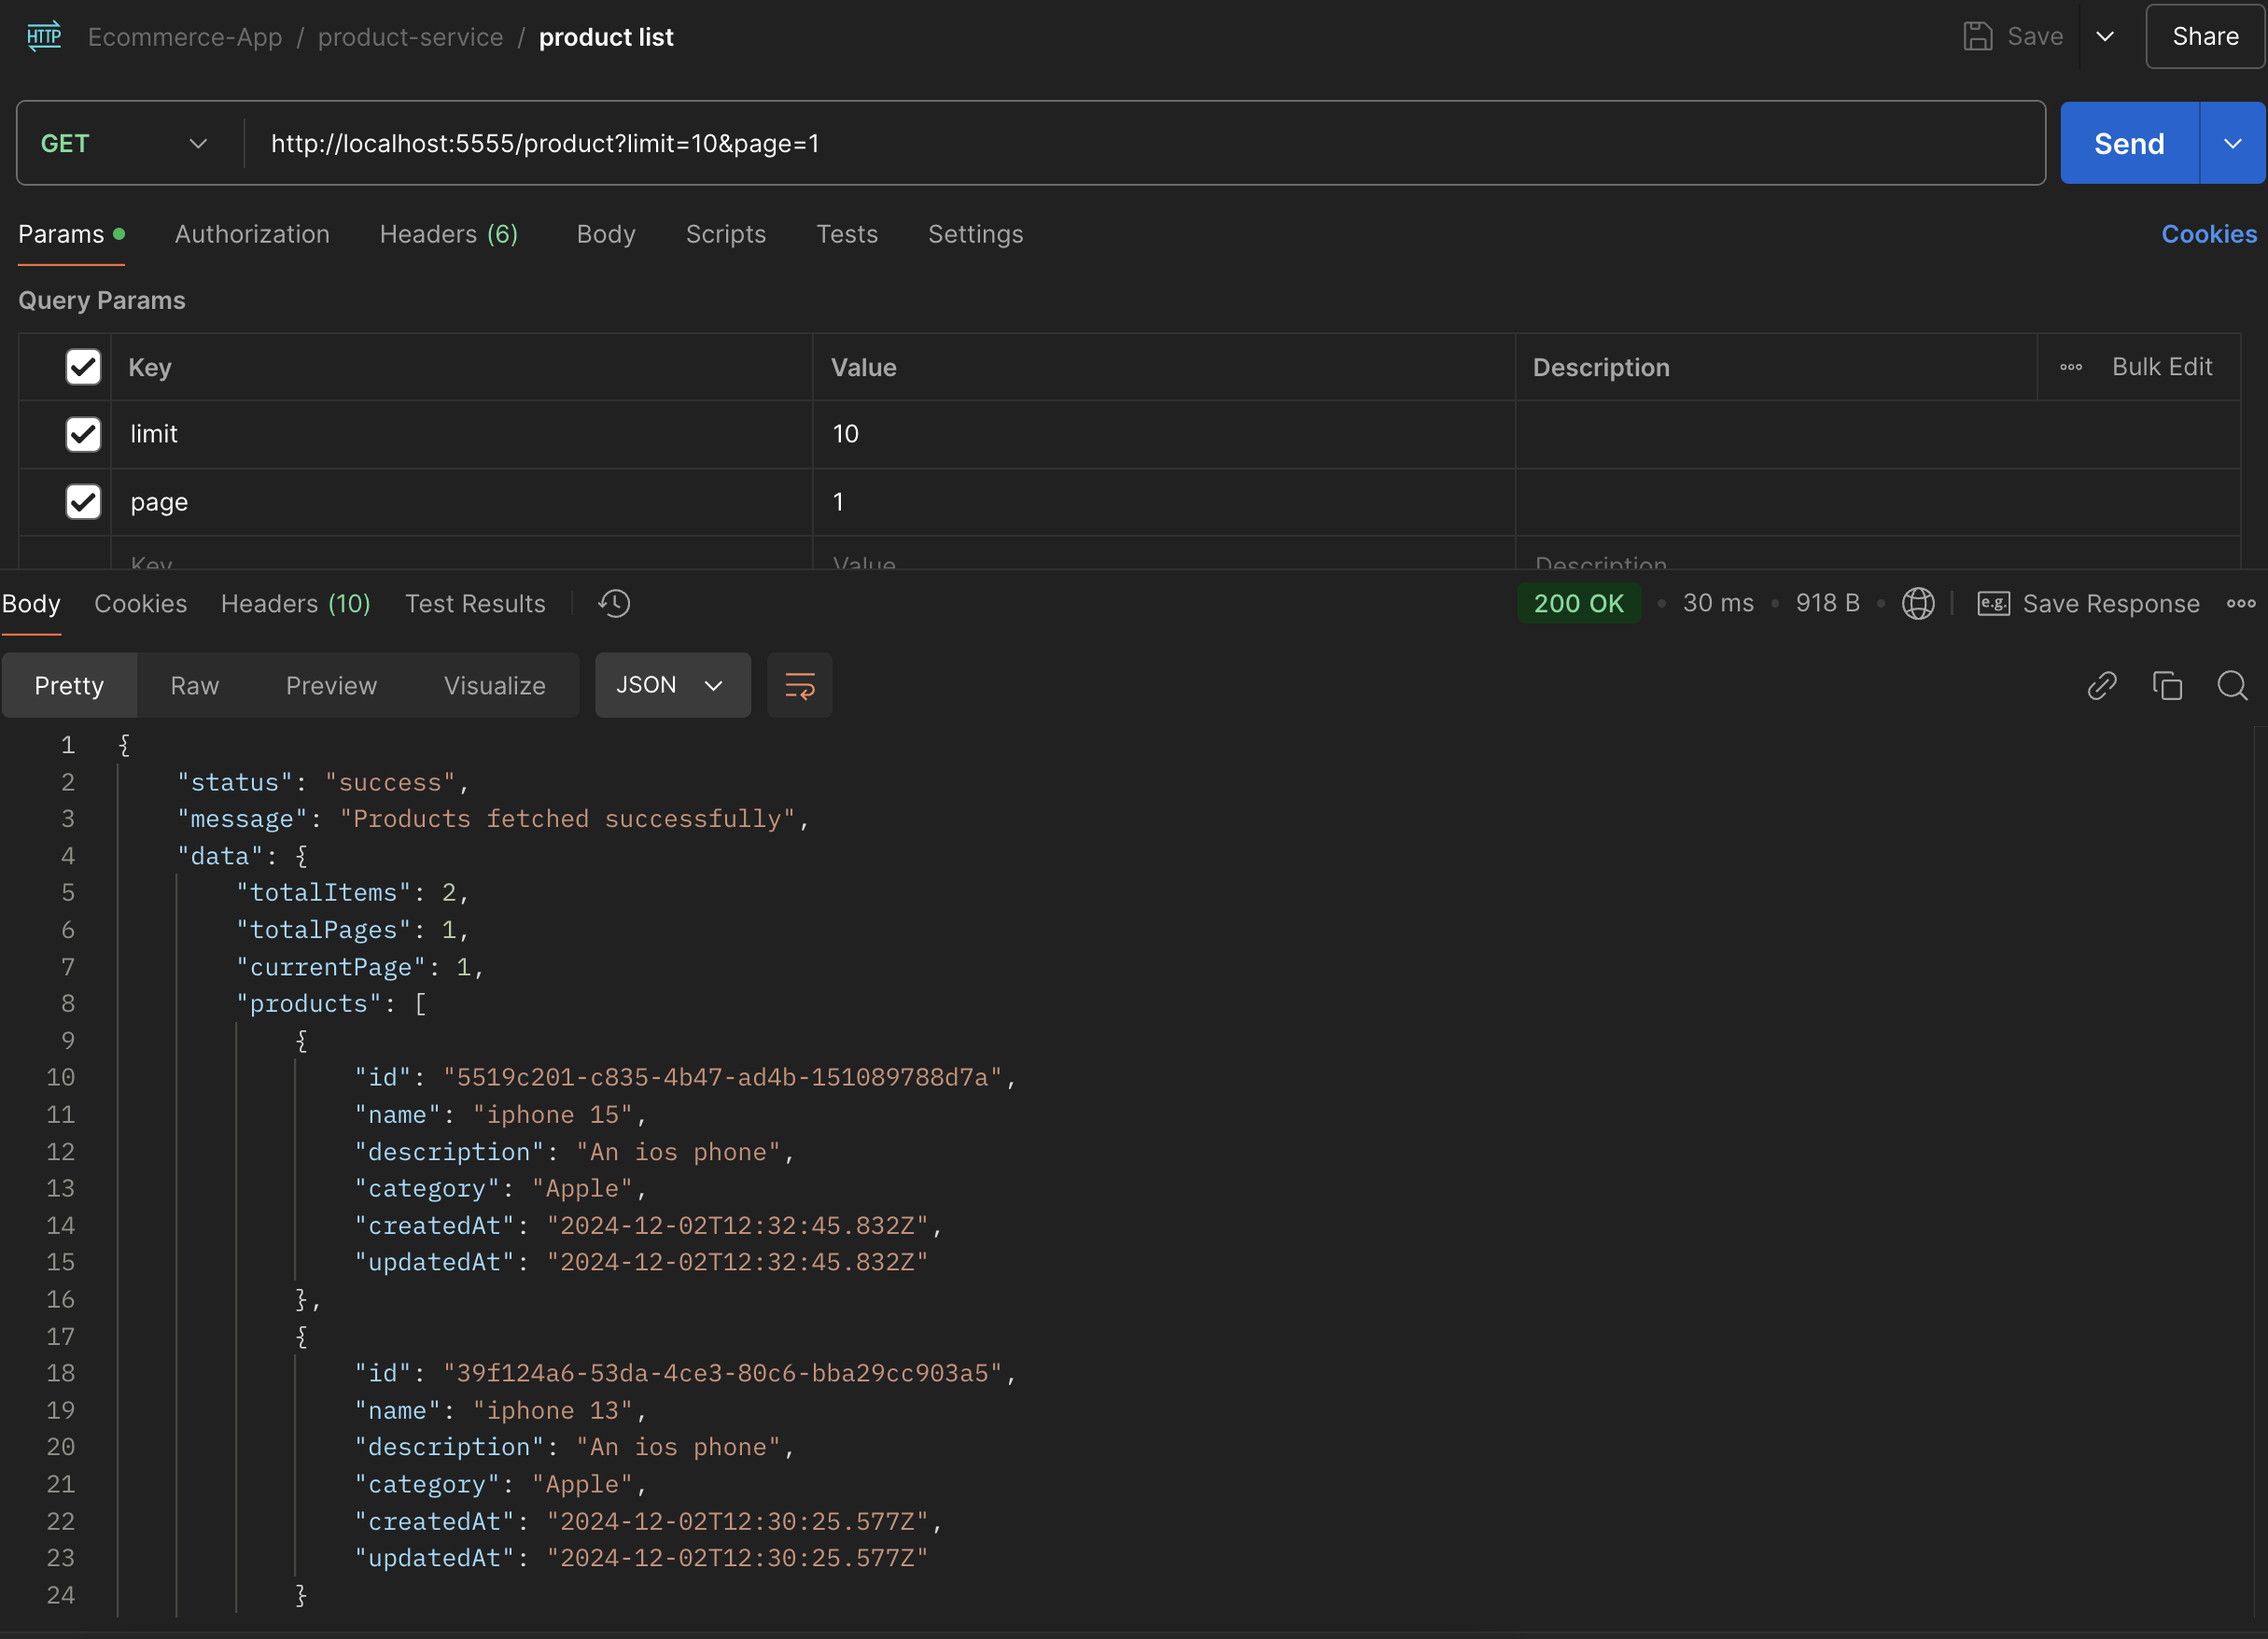 HTTP Ecommerce-App / product-service / product list Save Share
GET http://localhost:5555/product?limit=10&page=1 Send
Params Authorization Headers (6) Body Scripts Tests Settings Cookies
Query Params
Key Value Description Bulk Edit
limit 10
page 1
Key Value Description
Body Cookies Headers (10) Test Results 200 OK 30 ms 918 B e.g. Save Response
Pretty Raw Preview Visualize JSON
1 {
2 "status": "success",
3 "message": "Products fetched successfully",
4 "data": {
5 "totalItems": 2,
6 "totalPages": 1,
7 "currentPage": 1,
8 "products": [
9 {
10 "id": "5519c201-c835-4b47-ad4b-151089788d7a",
11 "name": "iphone 15",
12 "description": "An ios phone",
13 "category": "Apple",
14 "createdAt": "2024-12-02T12:32:45.832Z",
15 "updatedAt": "2024-12-02T12:32:45.832Z"
16 },
17 {
18 "id": "39f124a6-53da-4ce3-80c6-bba29cc903a5",
19 "name": "iphone 13",
20 "description": "An ios phone",
21 "category": "Apple",
22 "createdAt": "2024-12-02T12:30:25.577Z",
23 "updatedAt": "2024-12-02T12:30:25.577Z"
24 }